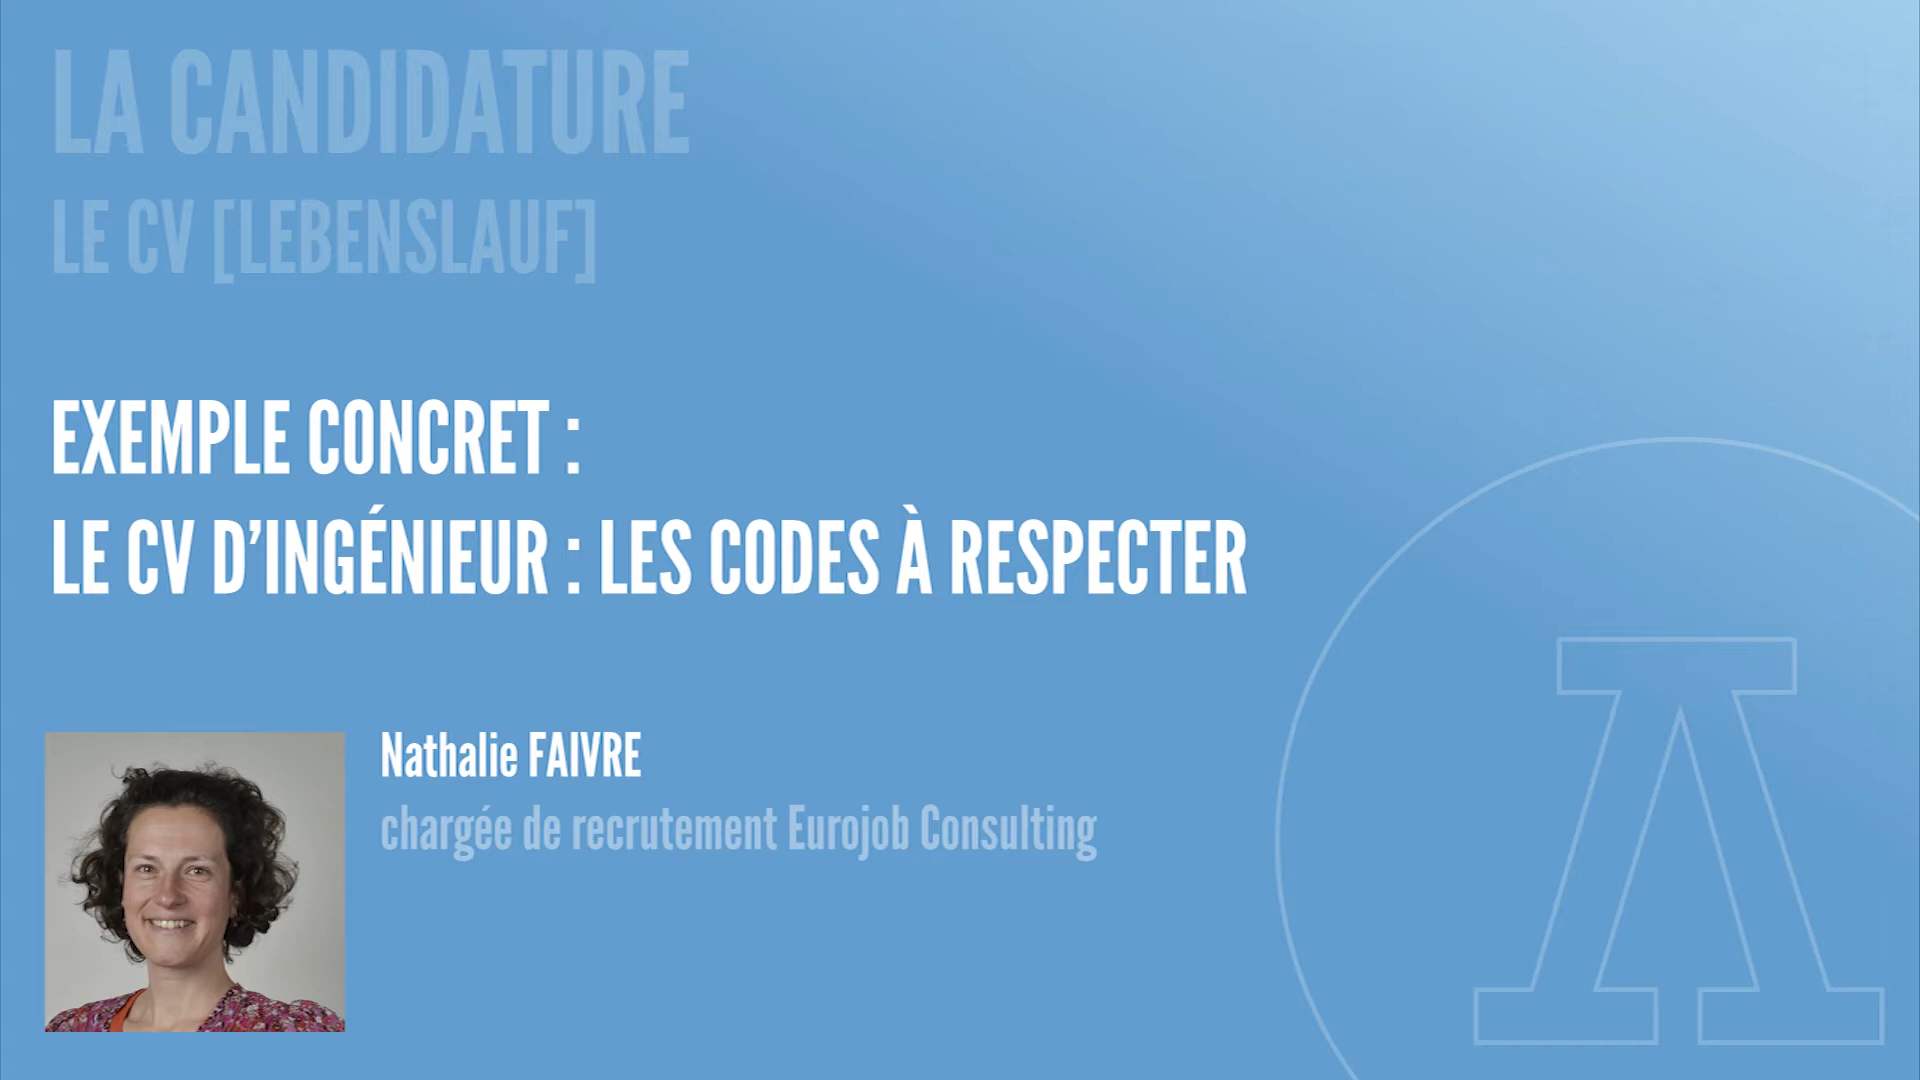 LA CANDIDATURE
LE CV [LEBENSLAUF]
EXEMPLE CONCRET :
LE CV D’INGÉNIEUR : LES CODES À RESPECTER
Nathalie FAIVRE
chargée de recrutement Eurojob Consulting